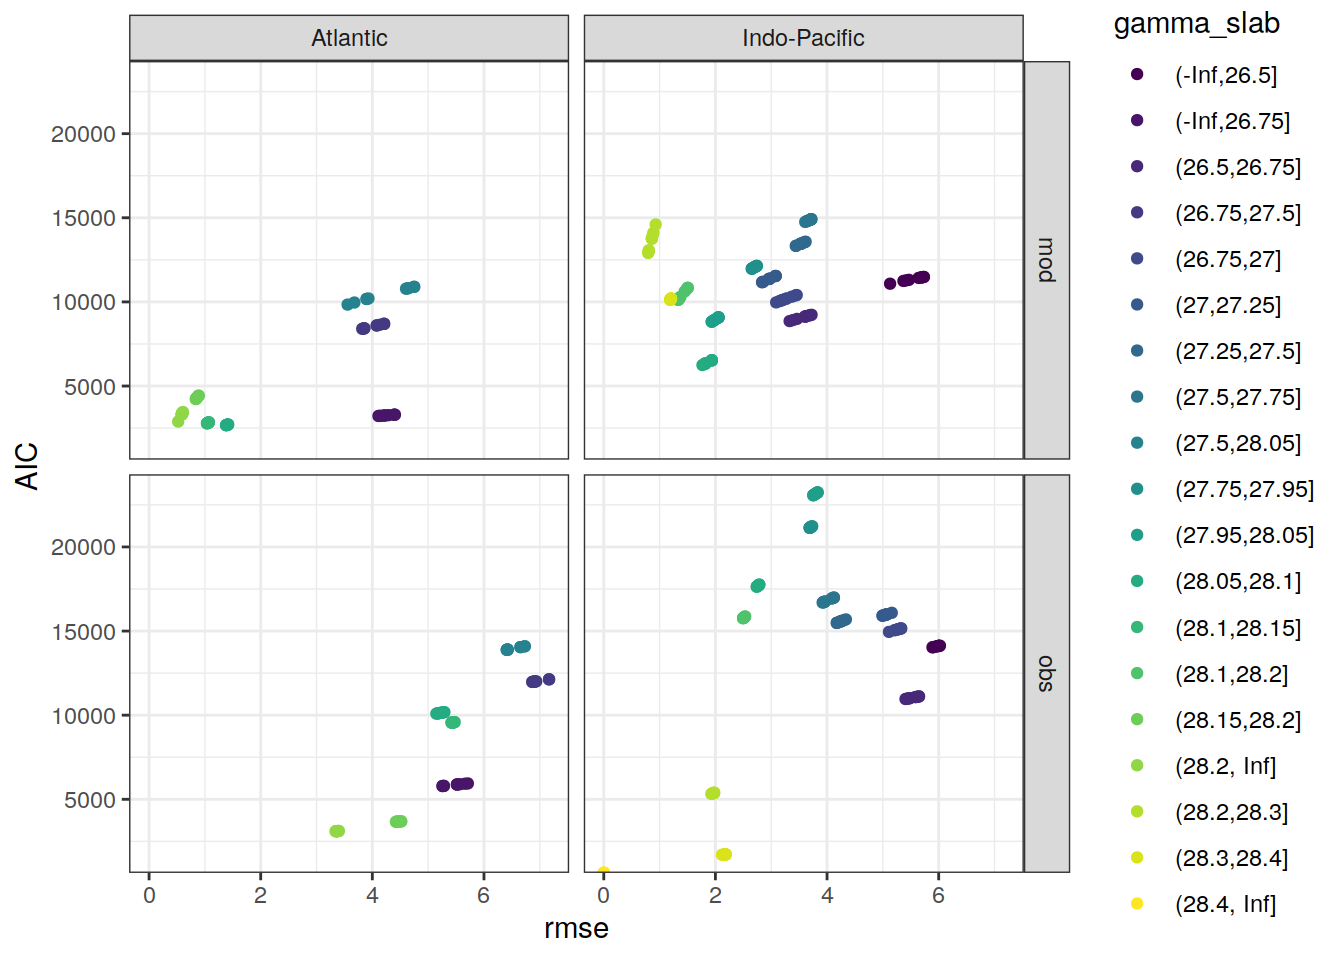 Atlantic
Indo-Pacific
gamma_slab
20000
15000
10000
5000
mod
AIC
20000
15000
10000
5000
obs
0 2 4 6
0 2 4 6
rmse
(-Inf,26.5]
(-Inf,26.75]
(26.5,26.75]
(26.75,27.5]
(26.75,27]
(27,27.25]
(27.25,27.5]
(27.5,27.75]
(27.5,28.05]
(27.75,27.95]
(27.95,28.05]
(28.05,28.1]
(28.1,28.15]
(28.1,28.2]
(28.15,28.2]
(28.2, Inf]
(28.2,28.3]
(28.3,28.4]
(28.4, Inf]